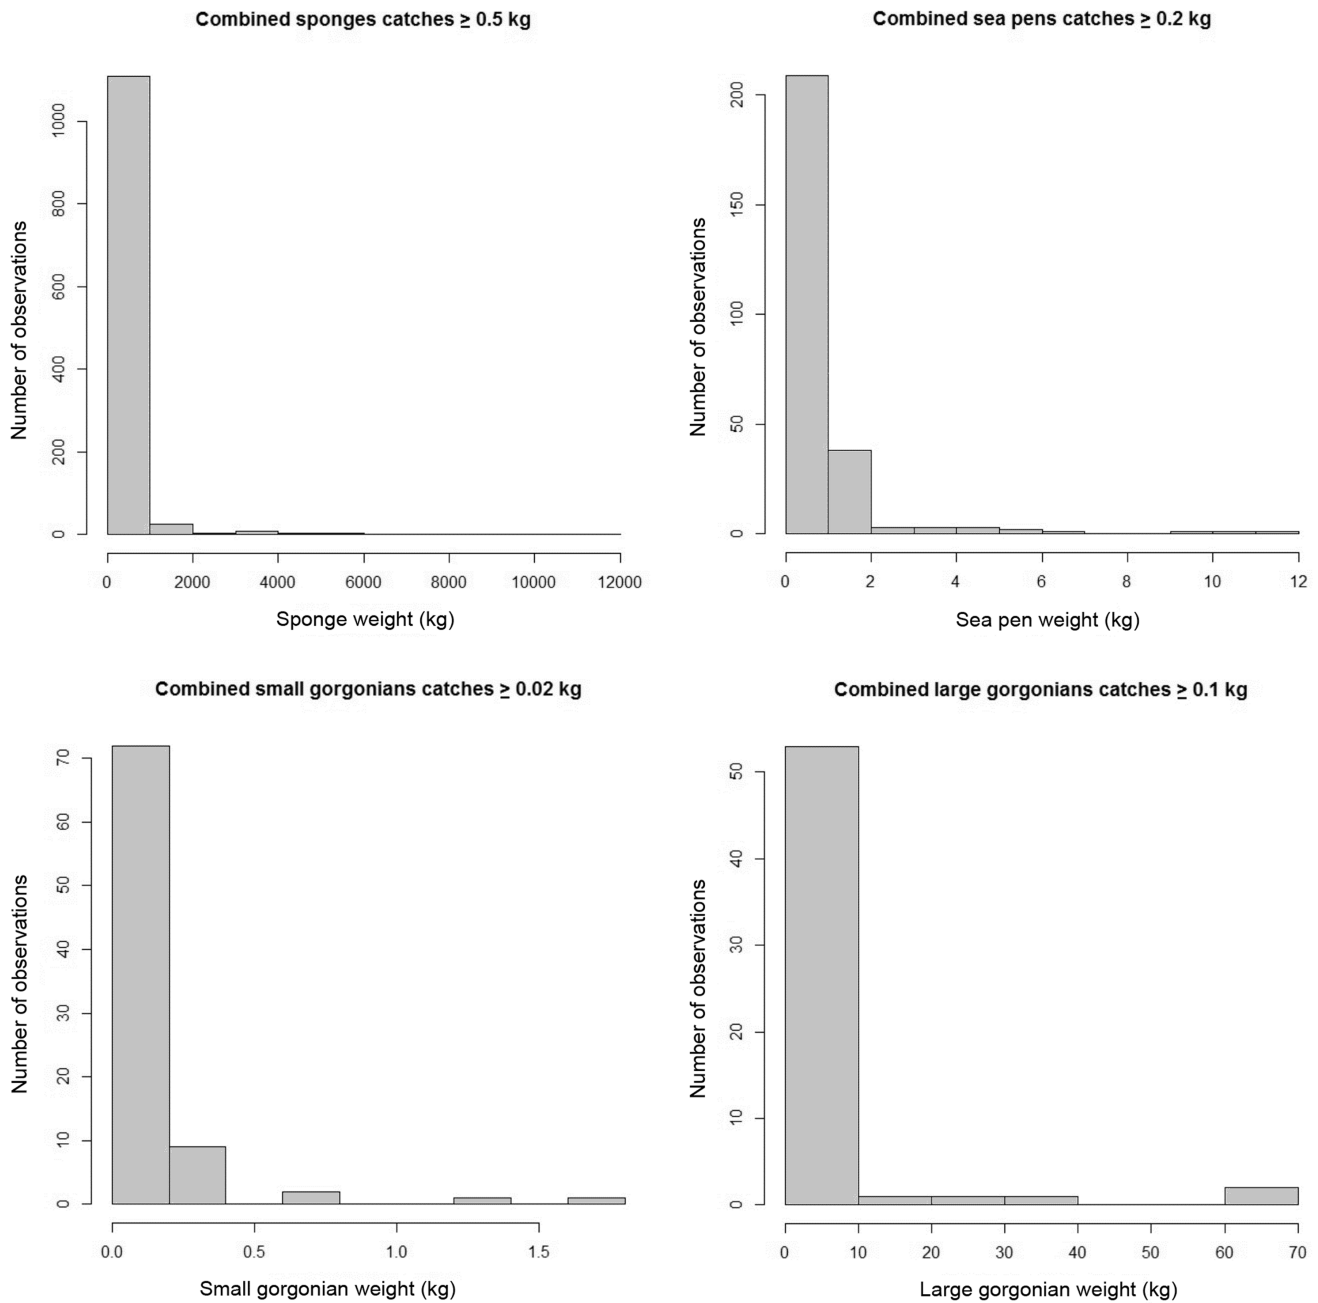 Combined sponges catches ≥ 0.5 kg
Number of observations
1000
800
600
400
200
0
0 2000 4000 6000 8000 10000 12000
Sponge weight (kg)
Combined sea pens catches ≥ 0.2 kg
Number of observations
200
150
100
50
0
0 2 4 6 8 10 12
Sea pen weight (kg)
Combined small gorgonians catches ≥ 0.02 kg
Number of observations
70
60
50
40
30
20
10
0
0.0 0.5 1.0 1.5
Small gorgonian weight (kg)
Combined large gorgonians catches ≥ 0.1 kg
Number of observations
50
40
30
20
10
0
0 10 20 30 40 50 60 70
Large gorgonian weight (kg)